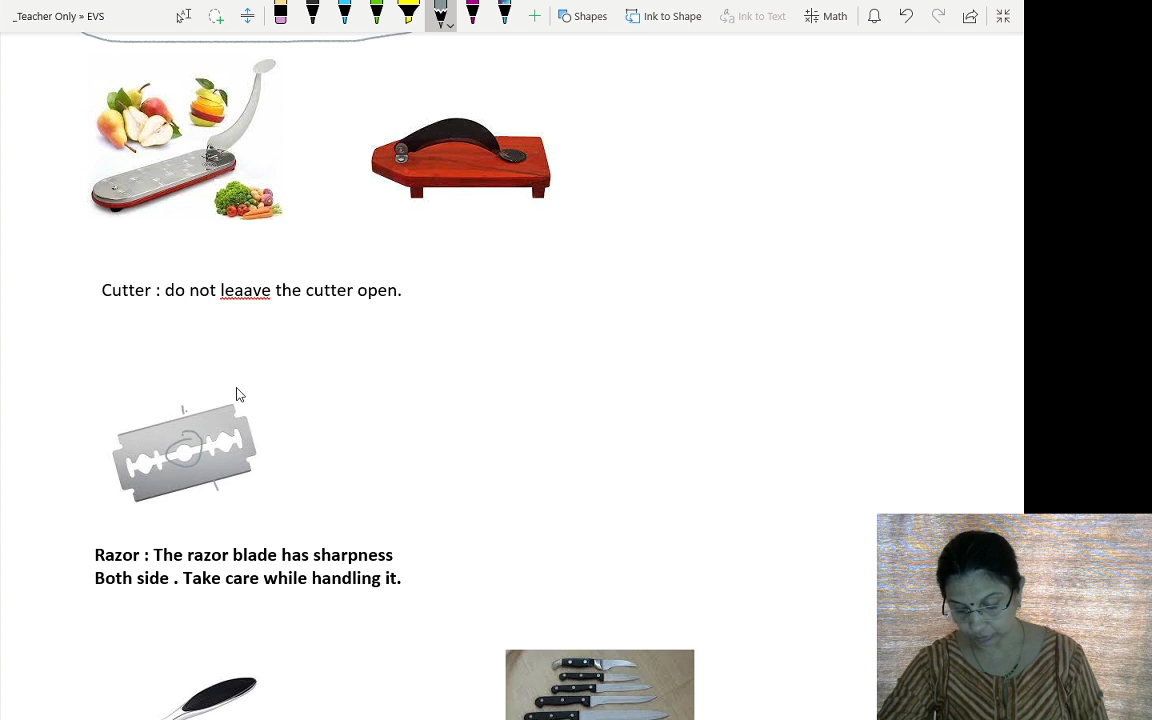 _Teacher Only » EVS
Shapes
Ink to Shape
Ink to Text
Math
Cutter : do not leaave the cutter open.
Razor : The razor blade has sharpness
Both side . Take care while handling it.